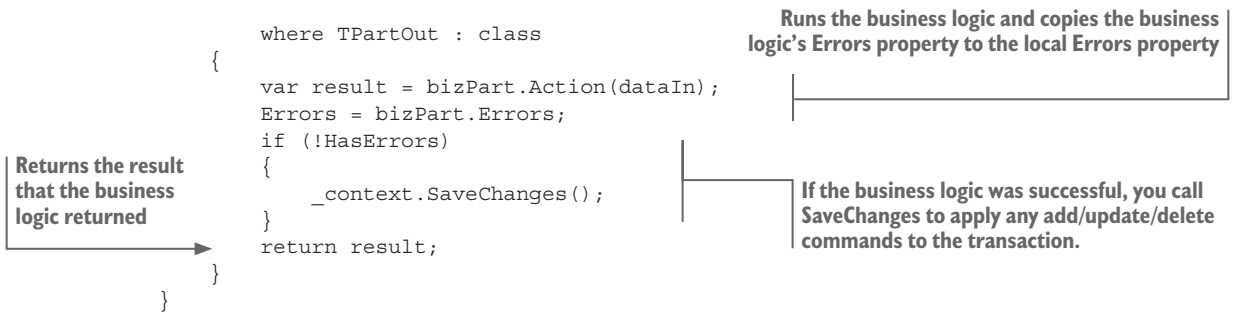 where TPartOut : class
Runs the business logic and copies the business
logic's Errors property to the local Errors property
{
var result = bizPart.Action(dataIn);
Errors = bizPart.Errors;
if (!HasErrors)
{
_context.SaveChanges();
}
return result;
}
}
Returns the result
that the business
logic returned
If the business logic was successful, you call
SaveChanges to apply any add/update/delete
commands to the transaction.